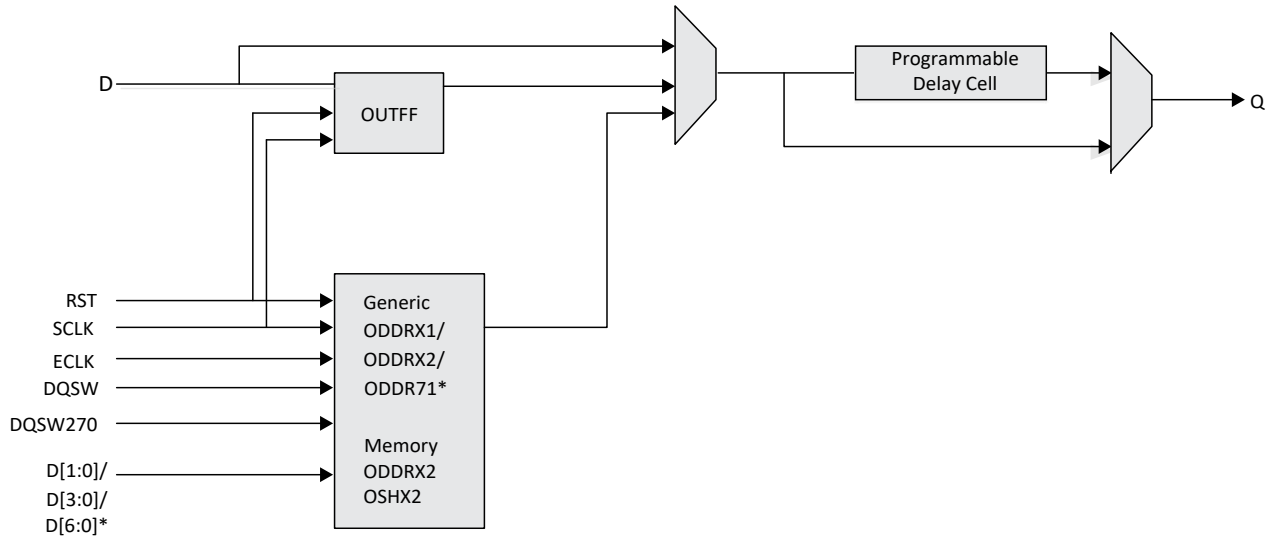 D
OUTFF
Programmable
Delay Cell
Q
RST
SCLK
ECLK
DQSW
DQSW270
D[1:0]/
D[3:0]/
D[6:0]*
Generic
ODDRX1/
ODDRX2/
ODDR71*
Memory
ODDRX2
OSHX2